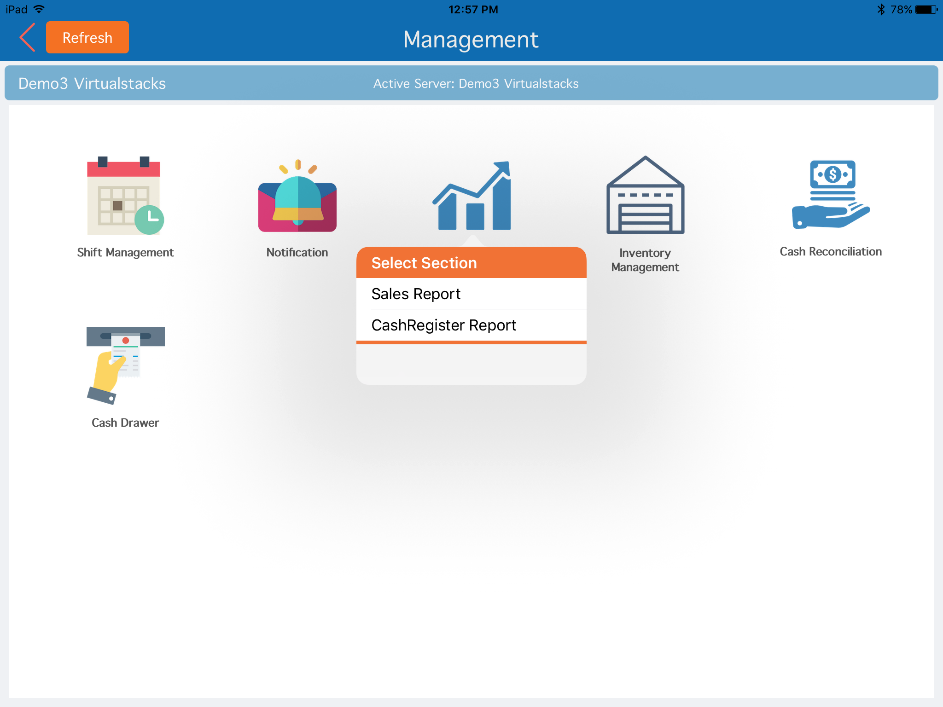 iPad 12:57 PM 78%
Refresh Management
Demo3 Virtualstacks Active Server: Demo3 Virtualstacks
$
Shift Management
Notification
Inventory
Management
Cash Reconciliation
Select Section
Sales Report
CashRegister Report
Cash Drawer